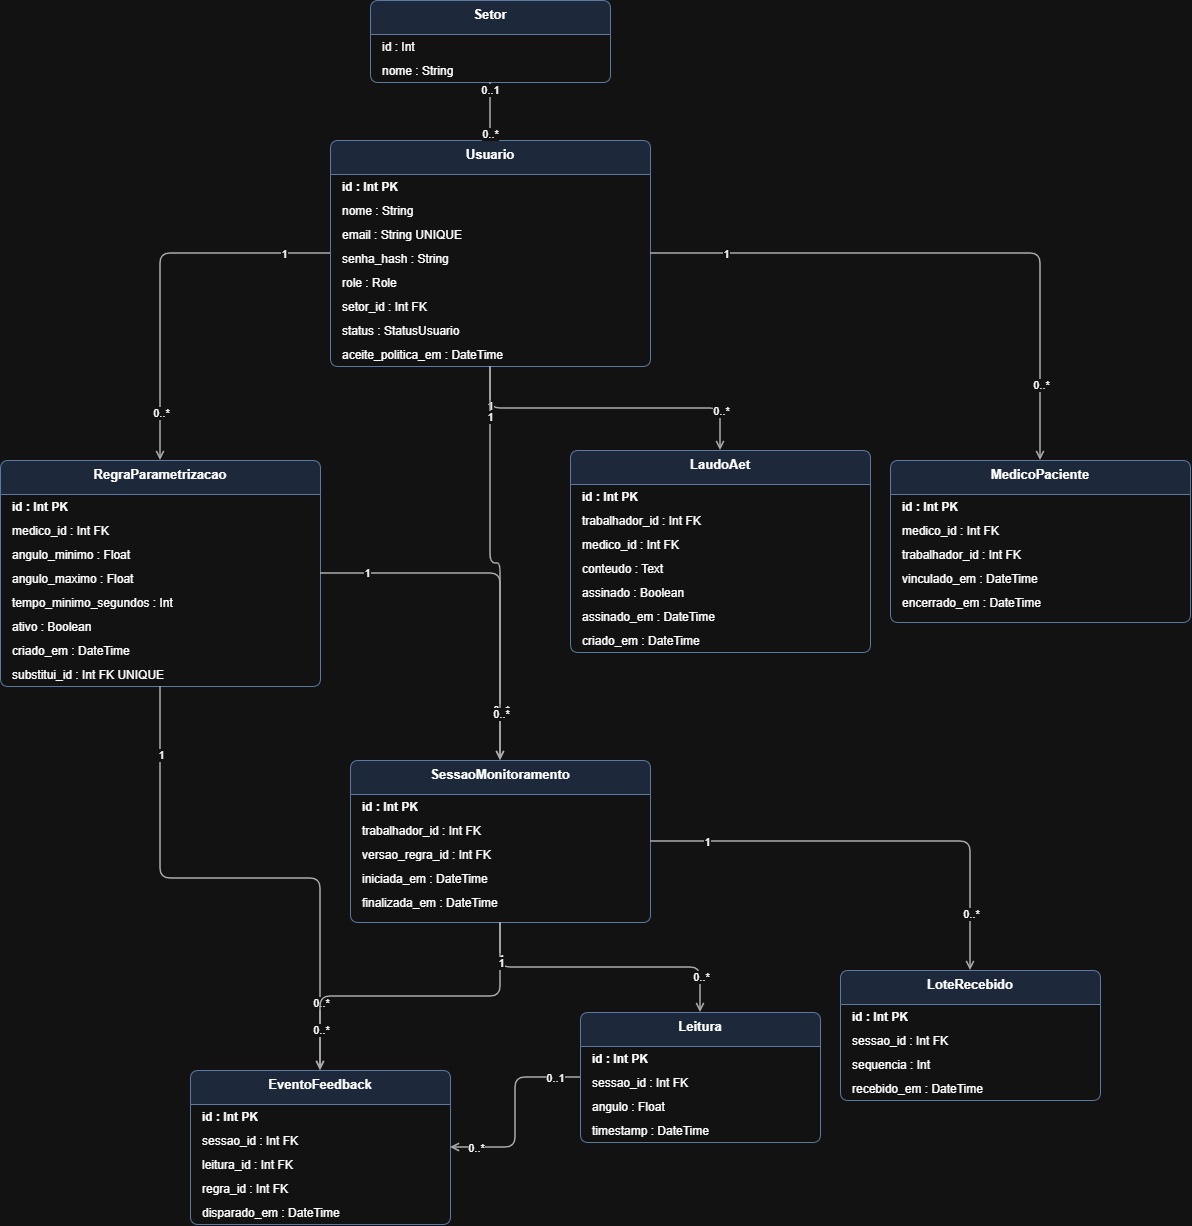 Setor
id : Int
nome : String
0..1
0..*
Usuario
id : Int PK
nome : String
email : String UNIQUE
senha_hash : String
role : Role
setor_id : Int FK
status : StatusUsuario
aceite_politica_em : DateTime
1
1
0..*
0..*
1
1
0..*
RegraParametrizacao
id : Int PK
medico_id : Int FK
angulo_minimo : Float
angulo_maximo : Float
tempo_minimo_segundos : Int
ativo : Boolean
criado_em : DateTime
substitui_id : Int FK UNIQUE
LaudoAet
id : Int PK
trabalhador_id : Int FK
medico_id : Int FK
conteudo : Text
assinado : Boolean
assinado_em : DateTime
criado_em : DateTime
MedicoPaciente
id : Int PK
medico_id : Int FK
trabalhador_id : Int FK
vinculado_em : DateTime
encerrado_em : DateTime
1
0..*
1
SessaoMonitoramento
id : Int PK
trabalhador_id : Int FK
versao_regra_id : Int FK
iniciada_em : DateTime
finalizada_em : DateTime
1
0..*
1
0..*
0..*
0..*
LoteRecebido
id : Int PK
sessao_id : Int FK
sequencia : Int
recebido_em : DateTime
Leitura
id : Int PK
sessao_id : Int FK
angulo : Float
timestamp : DateTime
0..1
0..*
EventoFeedback
id : Int PK
sessao_id : Int FK
leitura_id : Int FK
regra_id : Int FK
disparado_em : DateTime